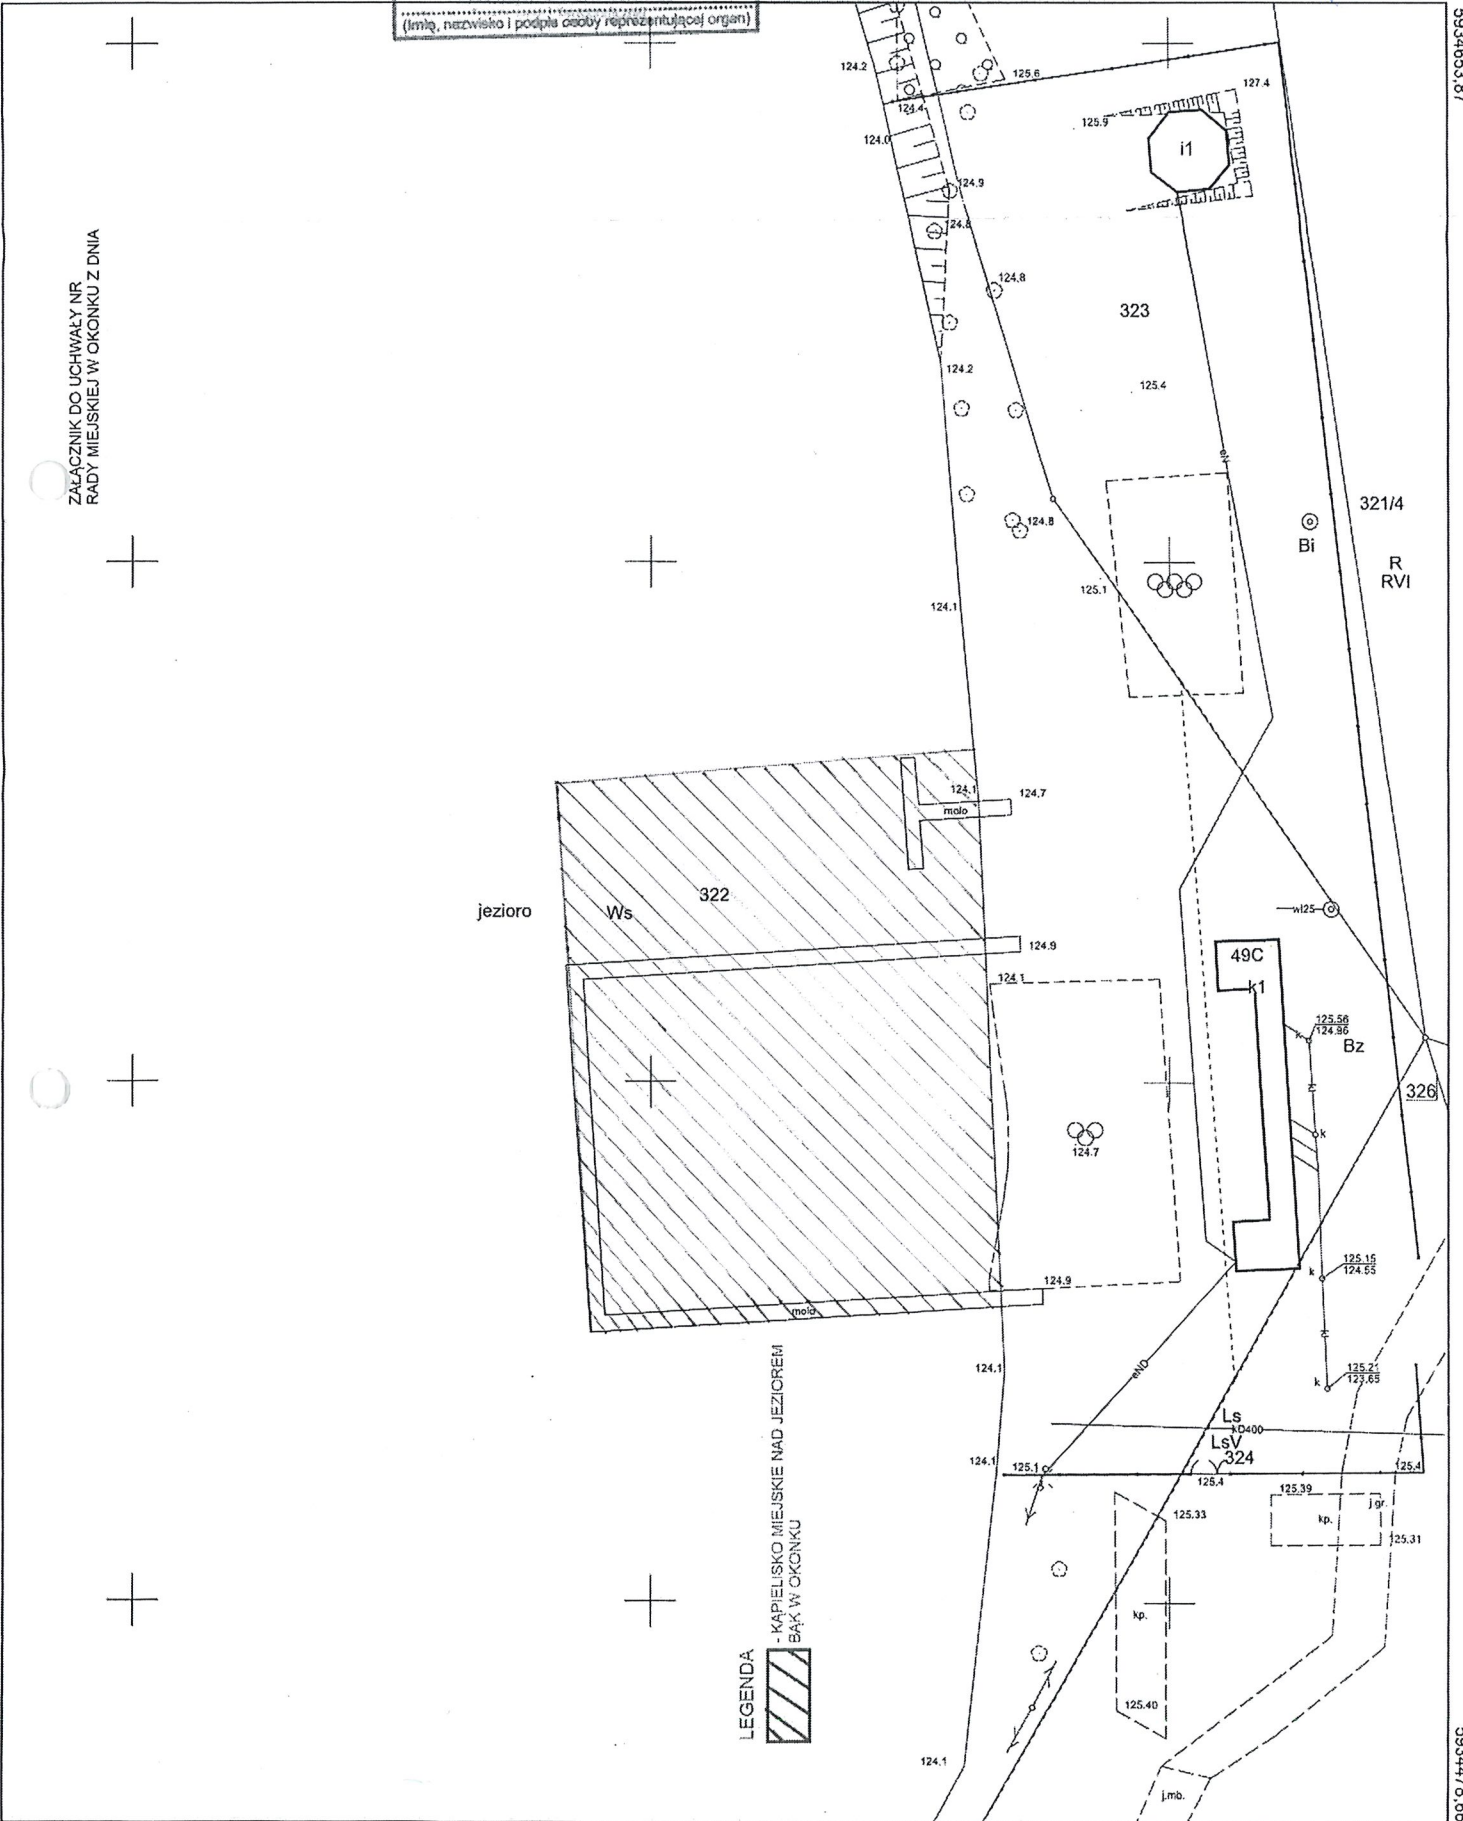 (Imię, nazwisko i podpis osoby reprezentującej organ)
ZAŁĄCZNIK DO UCHWAŁY NR
RADY MIEJSKIEJ W OKONKU Z DNIA
124.2
125.6
127.4
124.4
125.9
124.0
i1
124.9
124.8
124.8
323
124.2
125.4
321/4
124.8
Bi
R
RVI
125.1
124.1
124.1
124.7
molo
322
jezioro
Ws
wł25
124.9
49C
k1
124.1
125.56
124.96
k
Bz
326
k
124.7
125.15
124.55
k
124.9
molo
124.1
eND
125.21
123.65
k
Ls
kD400
LsV
324
124.1
125.1
125.4
125.4
125.39
j.gr.
kp.
125.33
125.31
kp.
125.40
124.1
j.mb.
LEGENDA
- KĄPIELISKO MIEJSKIE NAD JEZIOREM
BĄK W OKONKU